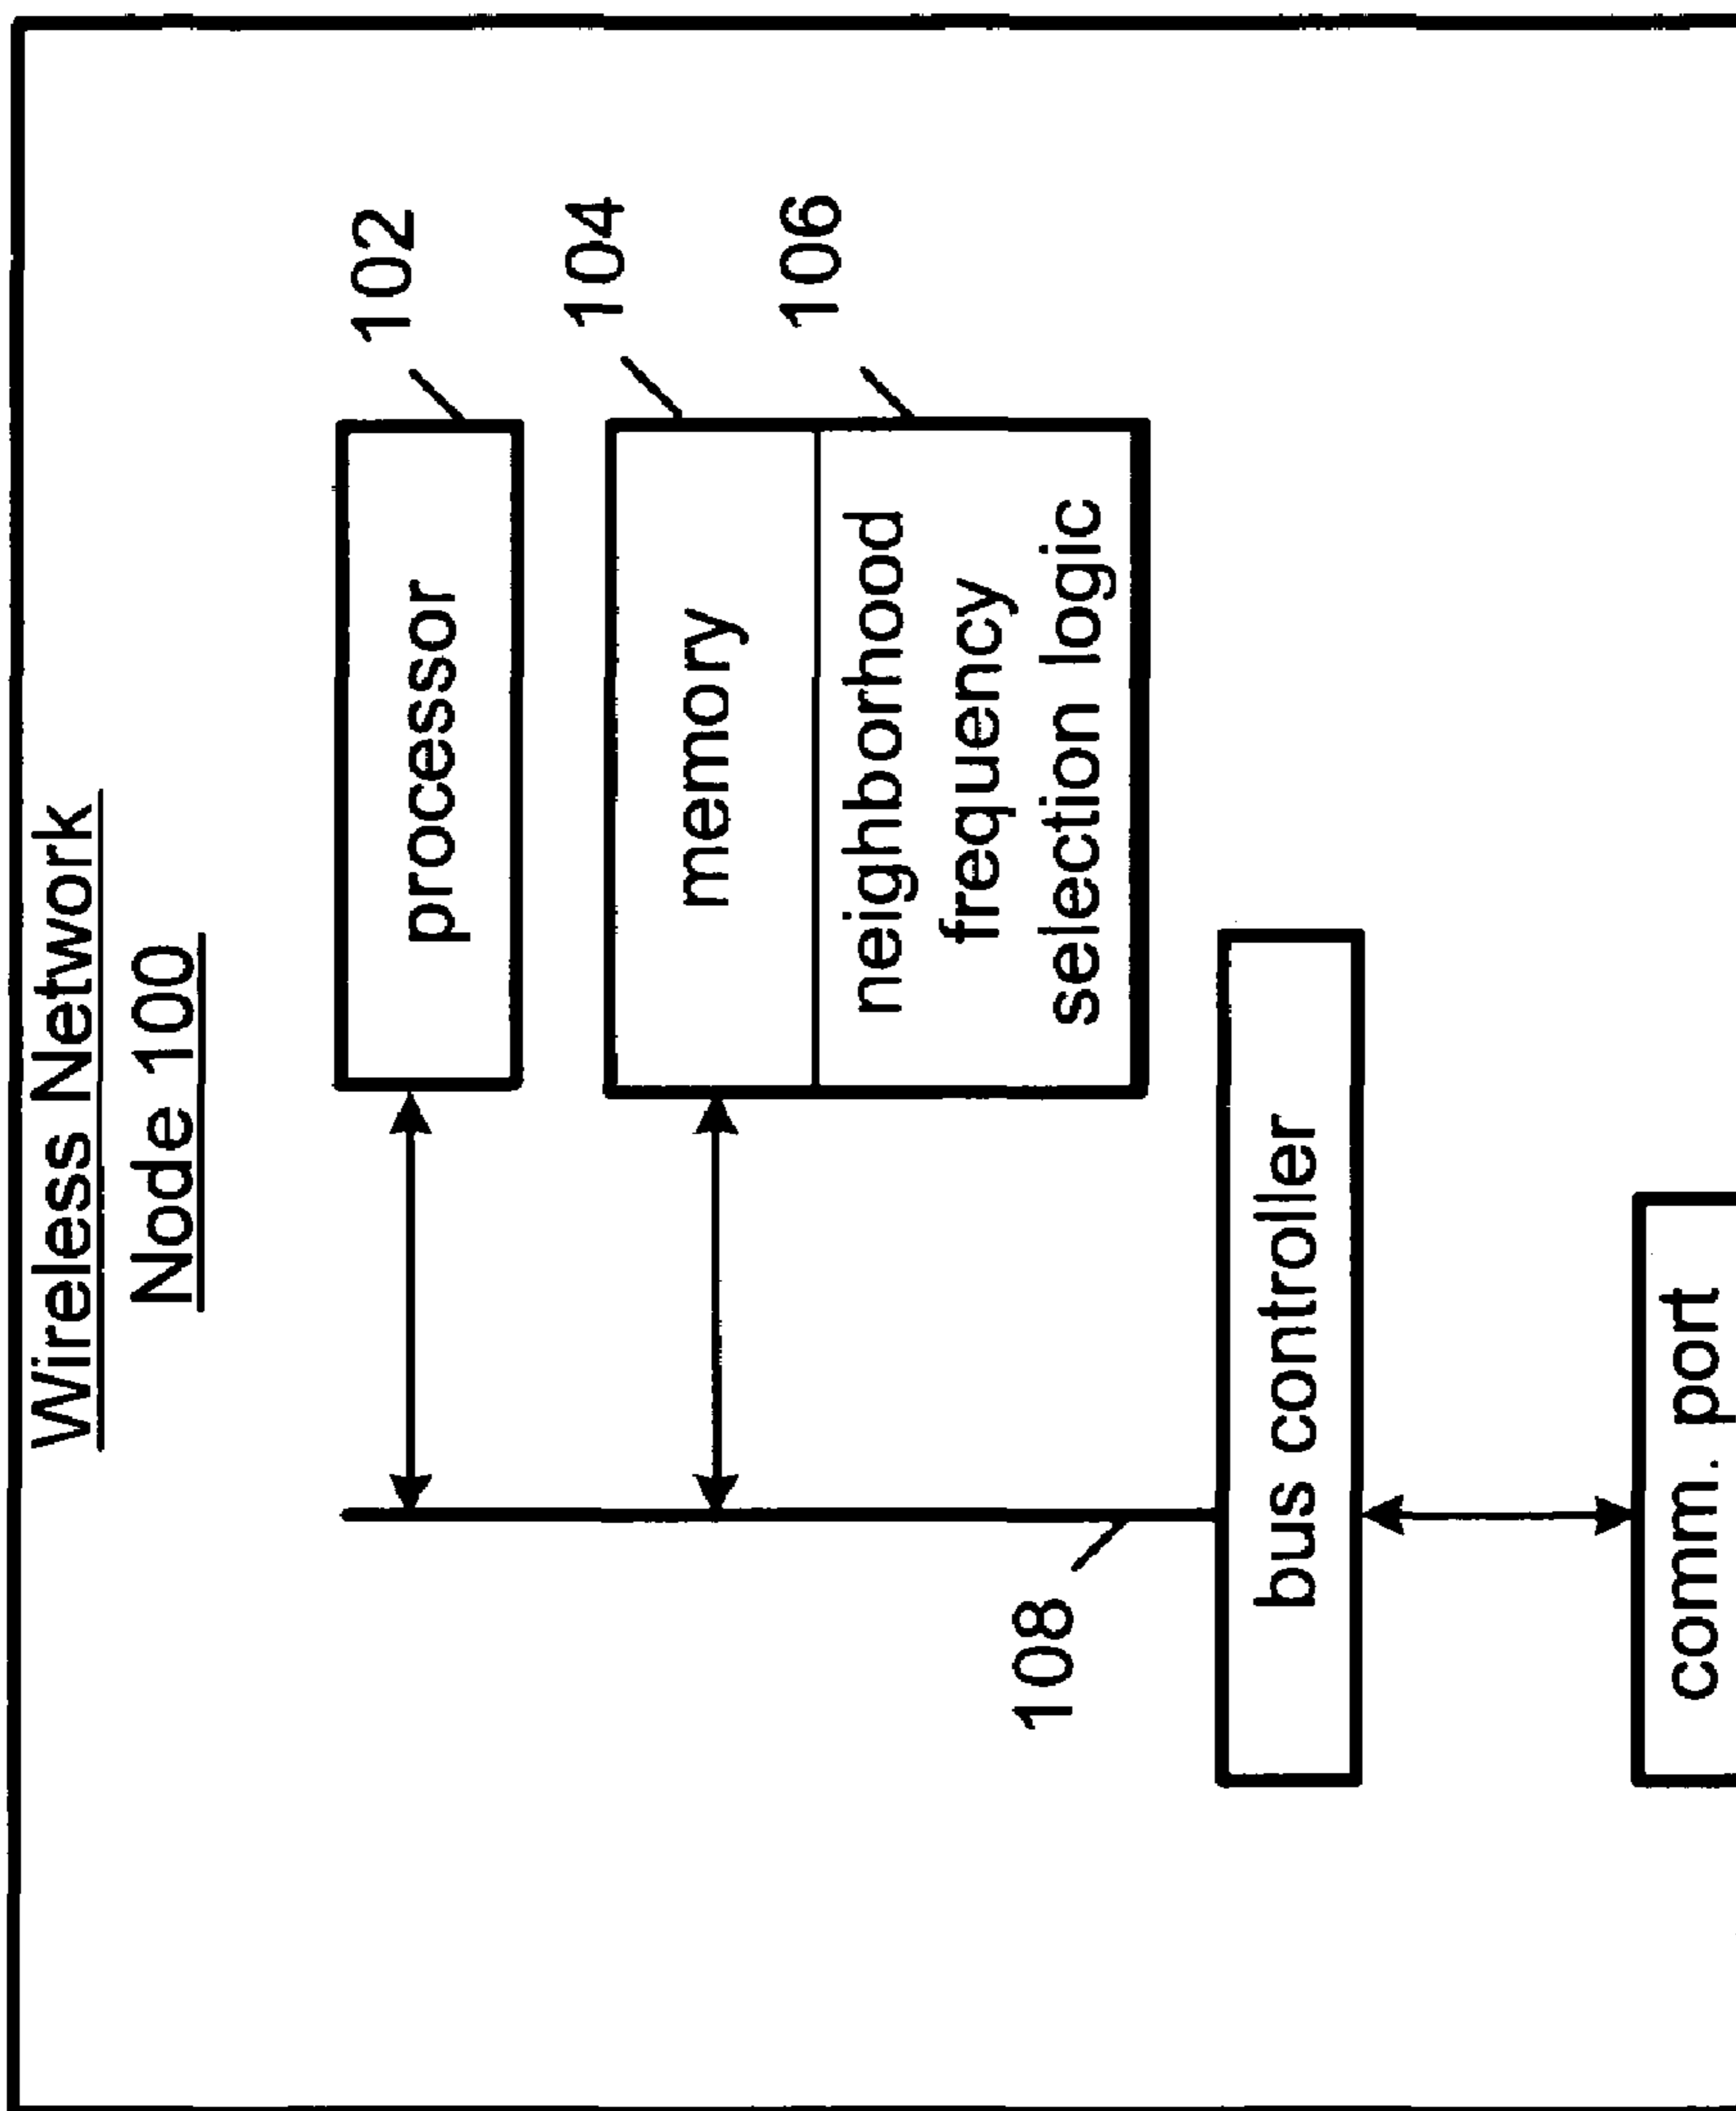 Wireless Network
Node 100
102
processor
104
memory
106
neighborhood
frequency
selection logic
108
bus controller
comm. port